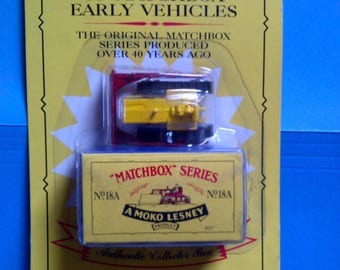 EARLY VEHICLES
THE ORIGINAL MATCHBOX
SERIES PRODUCED
OVER 40 YEARS AGO
"MATCHBOX" SERIES
No18A No18A
A MOKO LESNEY
PRODUCT
Authentic Collector Box